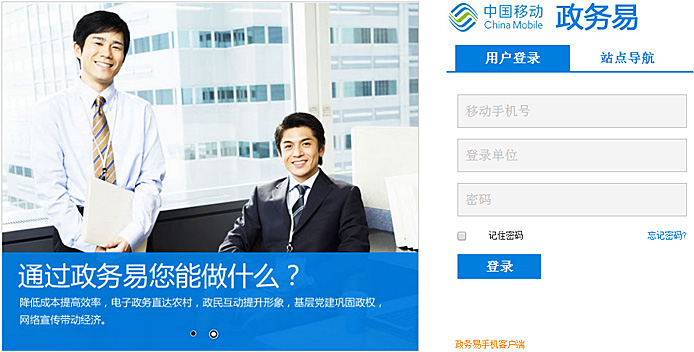 中国移动
China Mobile
政务易
用户登录
站点导航
移动手机号
登录单位
密码
记住密码
忘记密码?
登录
政务易手机客户端
通过政务易您能做什么？
降低成本提高效率，电子政务直达农村，政民互动提升形象，基层党建巩固政权，
网络宣传带动经济。